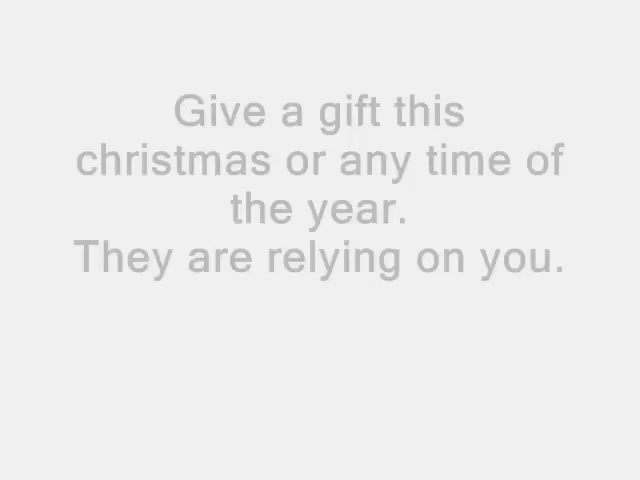 Give a gift this
christmas or any time of
the year.
They are relying on you.